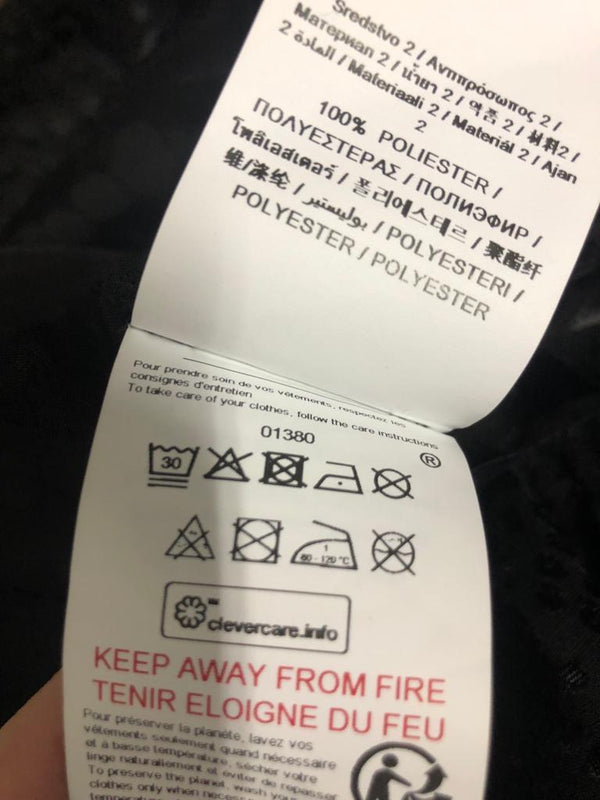 Sredstvo 2 / Αντιπρόσωπος 2 /
Материал 2 / น้ำยา 2 / 약품 2 / 材料2 /
2 المادة / Materiaali 2 / Materiál 2 / Ajan
2
100% POLIESTER /
ΠΟΛΥΕΣΤΕΡΑΣ / ПОЛИЭФИР /
โพลีเอสเตอร์ / 폴리에스테르 / 聚酯纤
维/涤纶 / بوليستير / POLYESTERI /
POLYESTER / POLYESTER
Pour prendre soin de vos vêtements, respectez les
consignes d'entretien
To take care of your clothes, follow the care instructions
01380
®
30
60 - 120 °C
clevercare.info
KEEP AWAY FROM FIRE
TENIR ELOIGNE DU FEU
Pour préserver la planète, lavez vos
vêtements seulement quand nécessaire
et à basse température, sécher votre
linge naturellement et éviter de repasser
To preserve the planet, wash your
clothes only when necessary